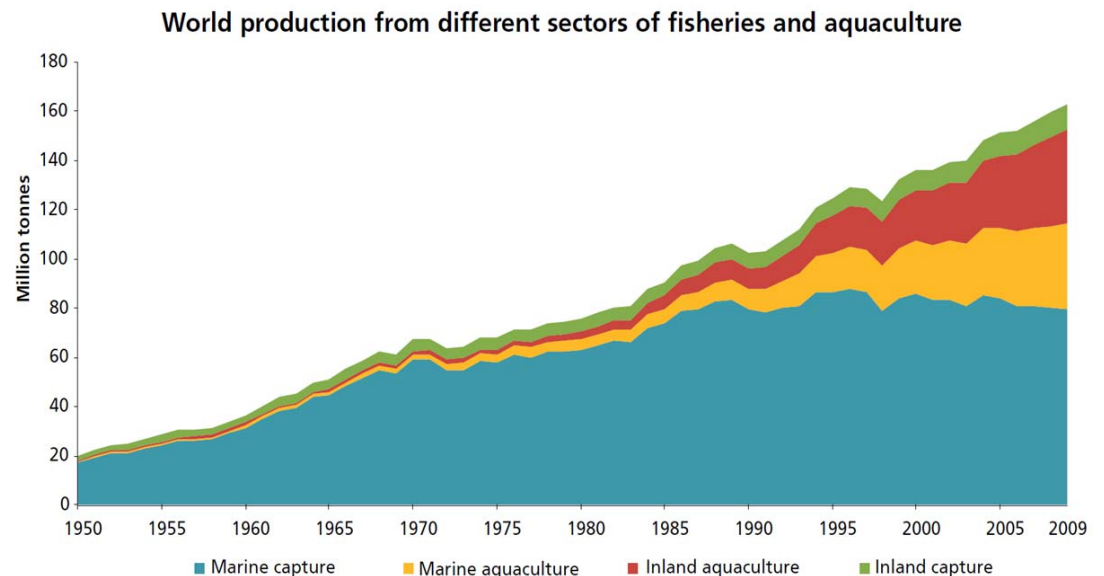 World production from different sectors of fisheries and aquaculture
Million tonnes
180
160
140
120
100
80
60
40
20
0
1950 1955 1960 1965 1970 1975 1980 1985 1990 1995 2000 2005 2009
Marine capture Marine aquaculture Inland aquaculture Inland capture